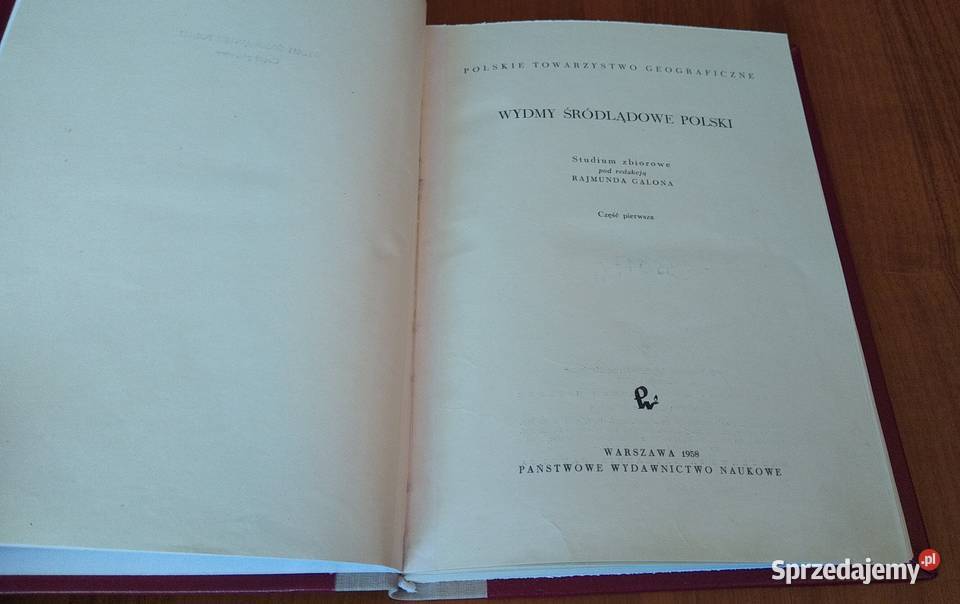 POLSKIE TOWARZYSTWO GEOGRAFICZNE
WYDMY ŚRÓDLĄDOWE POLSKI
Studium zbiorowe
pod redakcją
RAJMUNDA GALONA
Część pierwsza
WARSZAWA 1958
PAŃSTWOWE WYDAWNICTWO NAUKOWE
Sprzedajemy.pl